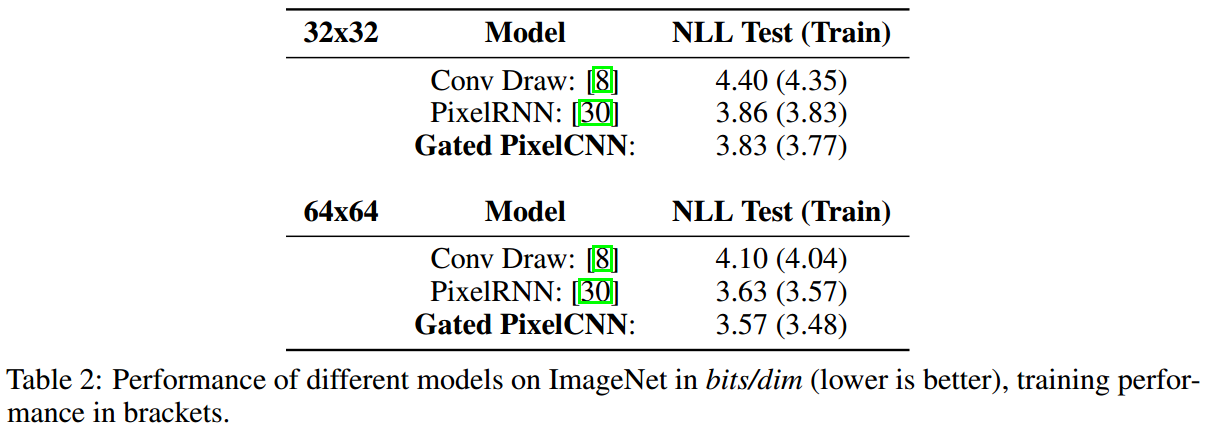 32x32 Model NLL Test (Train)
Conv Draw: [8] 4.40 (4.35)
PixelRNN: [30] 3.86 (3.83)
Gated PixelCNN: 3.83 (3.77)
64x64 Model NLL Test (Train)
Conv Draw: [8] 4.10 (4.04)
PixelRNN: [30] 3.63 (3.57)
Gated PixelCNN: 3.57 (3.48)
Table 2: Performance of different models on ImageNet in bits/dim (lower is better), training perfor-
mance in brackets.